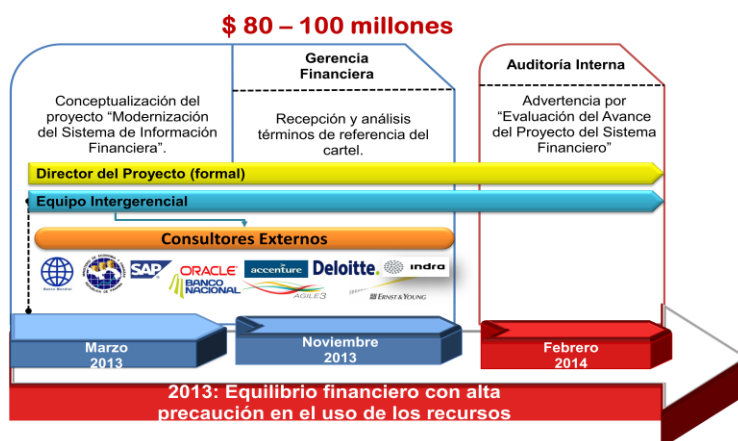 $ 80 – 100 millones
Gerencia
Financiera
Auditoría Interna
Conceptualización del
proyecto “Modernización
del Sistema de Información
Financiera”.
Recepción y análisis
términos de referencia del
cartel.
Advertencia por
“Evaluación del Avance
del Proyecto del Sistema
Financiero”
Director del Proyecto (formal)
Equipo Intergerencial
Consultores Externos
Banco Mundial
SAP
ORACLE
BANCO
NACIONAL
accenture
Deloitte.
indra
AGILE3
ERNST & YOUNG
Marzo
2013
Noviembre
2013
Febrero
2014
2013: Equilibrio financiero con alta
precaución en el uso de los recursos